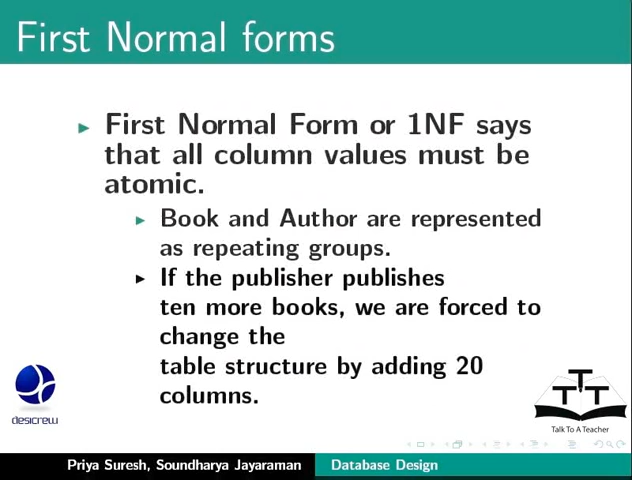 First Normal forms
First Normal Form or 1NF says
that all column values must be
atomic.
Book and Author are represented
as repeating groups.
If the publisher publishes
ten more books, we are forced to
change the
table structure by adding 20
columns.
desicrew
TTT
Talk To A Teacher
Priya Suresh, Soundharya Jayaraman Database Design